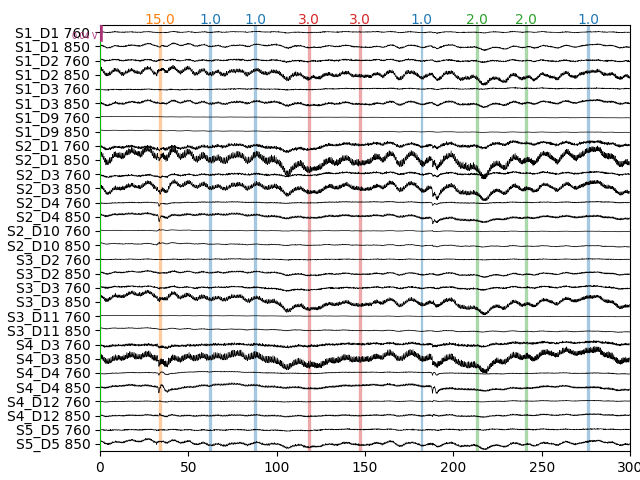 15.0 1.0 1.0 3.0 3.0 1.0 2.0 2.0 1.0
S1_D1 760
S1_D1 850
S1_D2 760
S1_D2 850
S1_D3 760
S1_D3 850
S1_D9 760
S1_D9 850
S2_D1 760
S2_D1 850
S2_D3 760
S2_D3 850
S2_D4 760
S2_D4 850
S2_D10 760
S2_D10 850
S3_D2 760
S3_D2 850
S3_D3 760
S3_D3 850
S3_D11 760
S3_D11 850
S4_D3 760
S4_D3 850
S4_D4 760
S4_D4 850
S4_D12 760
S4_D12 850
S5_D5 760
S5_D5 850
0 50 100 150 200 250 300